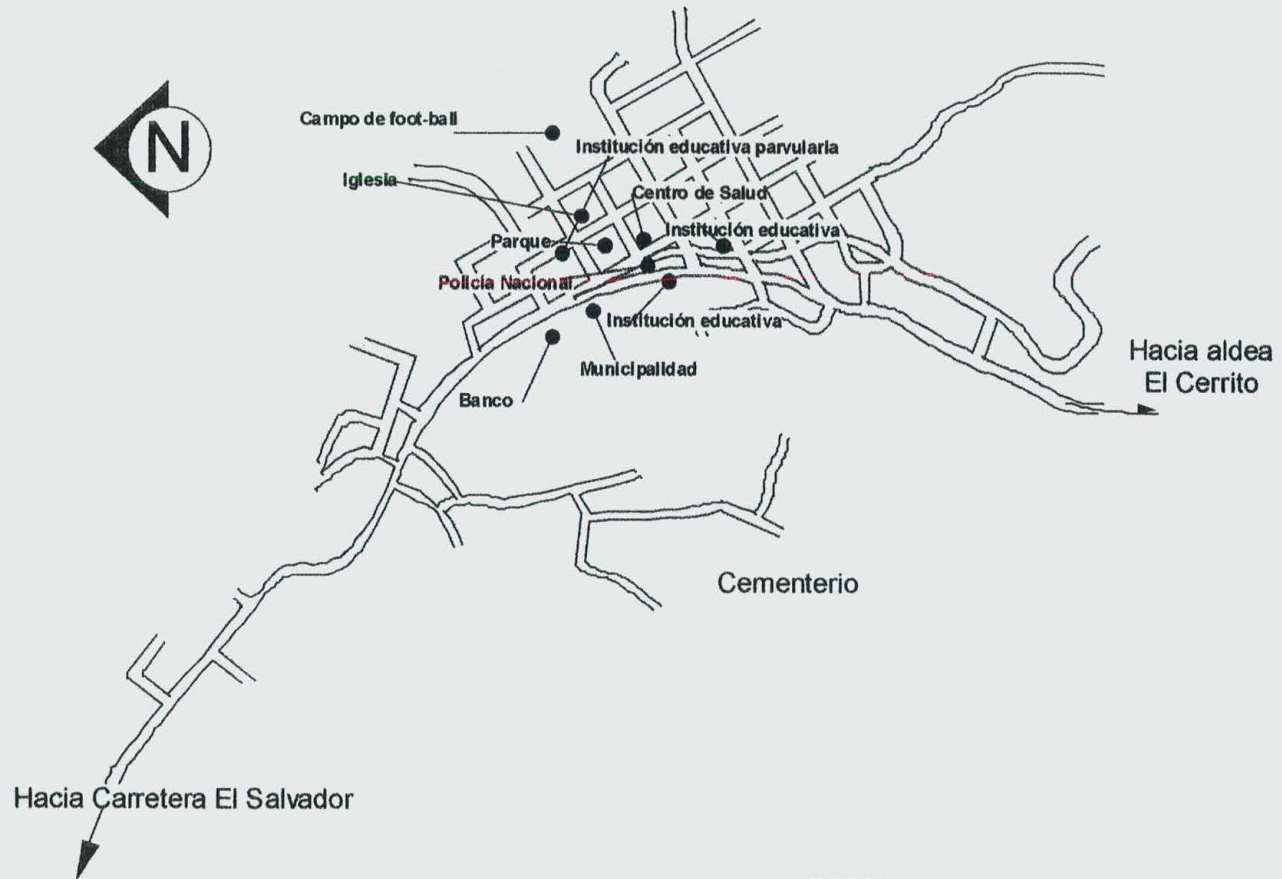 N
Campo de foot-ball
Institución educativa parvularia
Iglesia
Centro de Salud
Institución educativa
Parque
Policía Nacional
Institución educativa
Municipalidad
Banco
Hacia aldea
El Cerrito
Cementerio
Hacia Carretera El Salvador